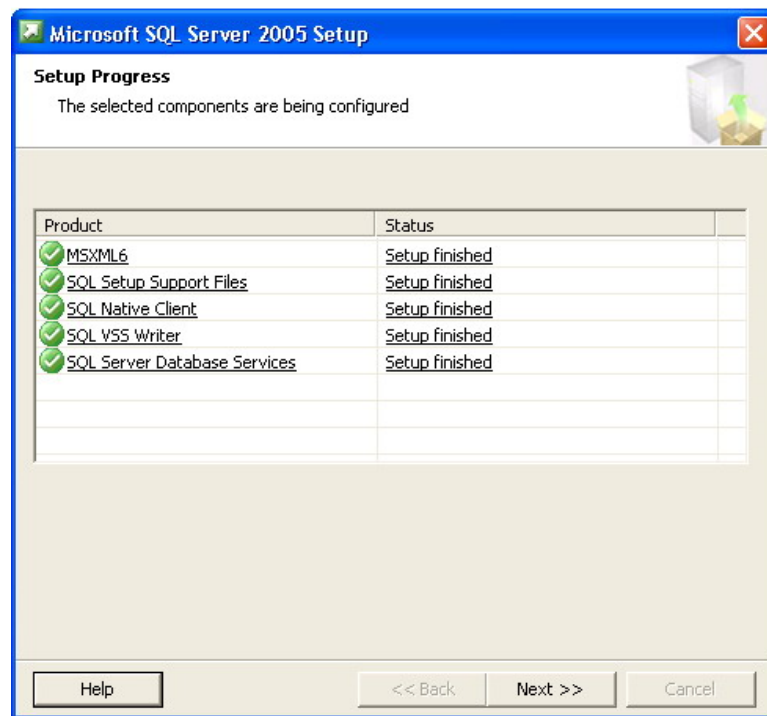 Microsoft SQL Server 2005 Setup
Setup Progress
The selected components are being configured
Product Status
MSXML6 Setup finished
SQL Setup Support Files Setup finished
SQL Native Client Setup finished
SQL VSS Writer Setup finished
SQL Server Database Services Setup finished
Help << Back Next >> Cancel